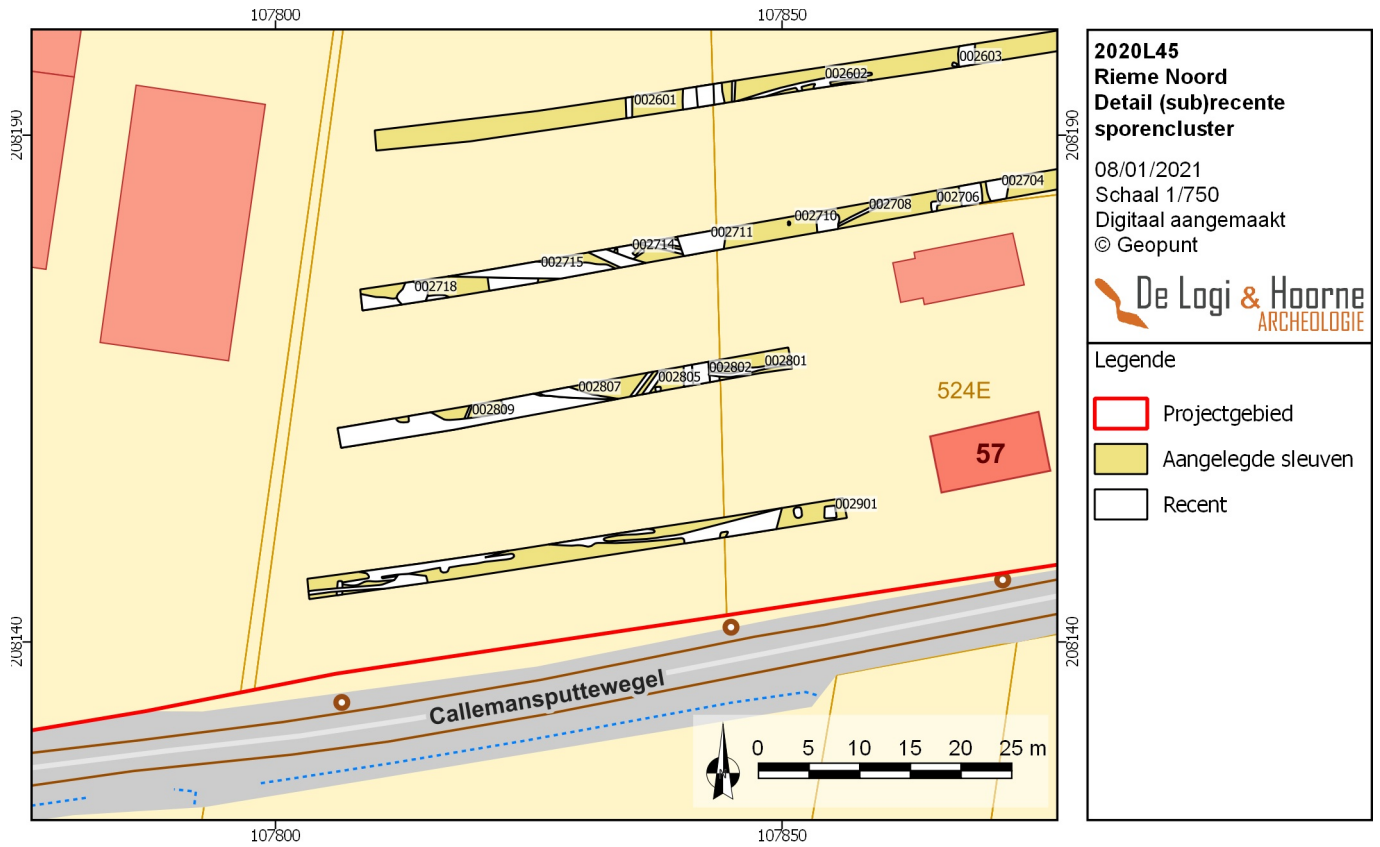 107800
107850
208190
208190
208140
208140
107800
107850
002603
002602
002601
002704
002706
002708
002710
002711
002714
002715
002718
002801
002802
002805
002807
002809
002901
524E
57
Callemansputtewegel
N
0 5 10 15 20 25 m
2020L45
Rieme Noord
Detail (sub)recente
sporencluster
08/01/2021
Schaal 1/750
Digitaal aangemaakt
© Geopunt
De Logi & Hoorne
ARCHEOLOGIE
Legende
Projectgebied
Aangelegde sleuven
Recent